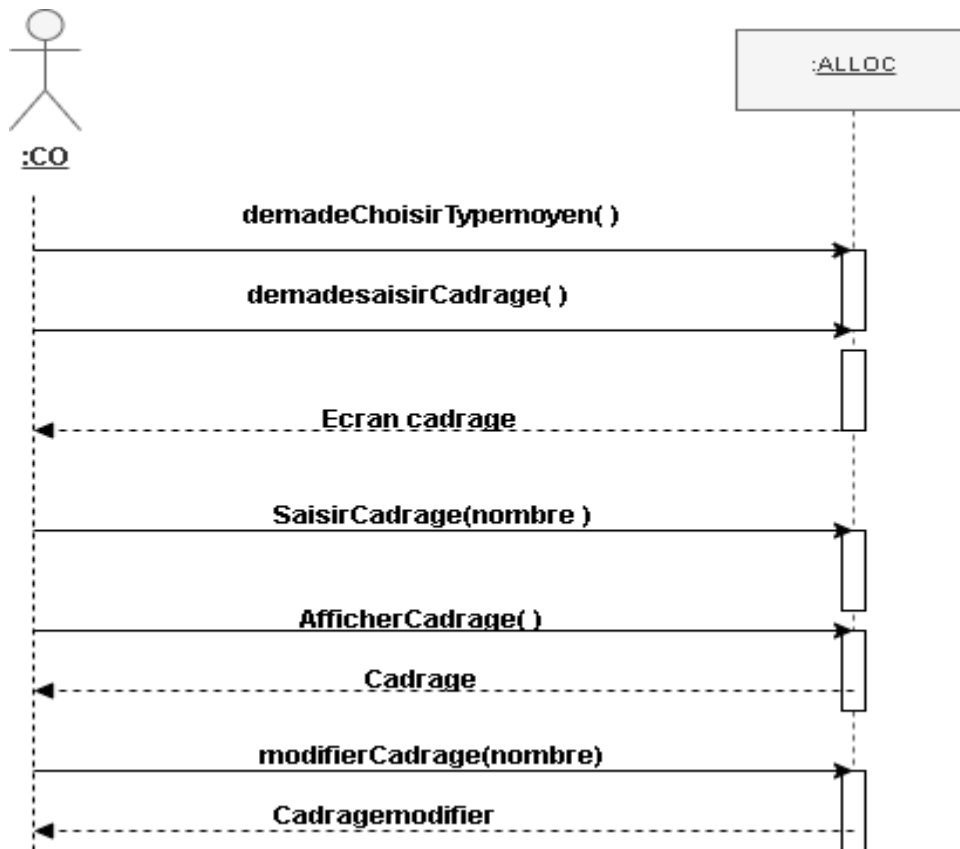 :ALLOC
:CO
demadeChoisirTypemoyen( )
demadesaisirCadrage( )
Ecran cadrage
SaisirCadrage(nombre )
AfficherCadrage( )
Cadrage
modifierCadrage(nombre)
Cadragemodifier